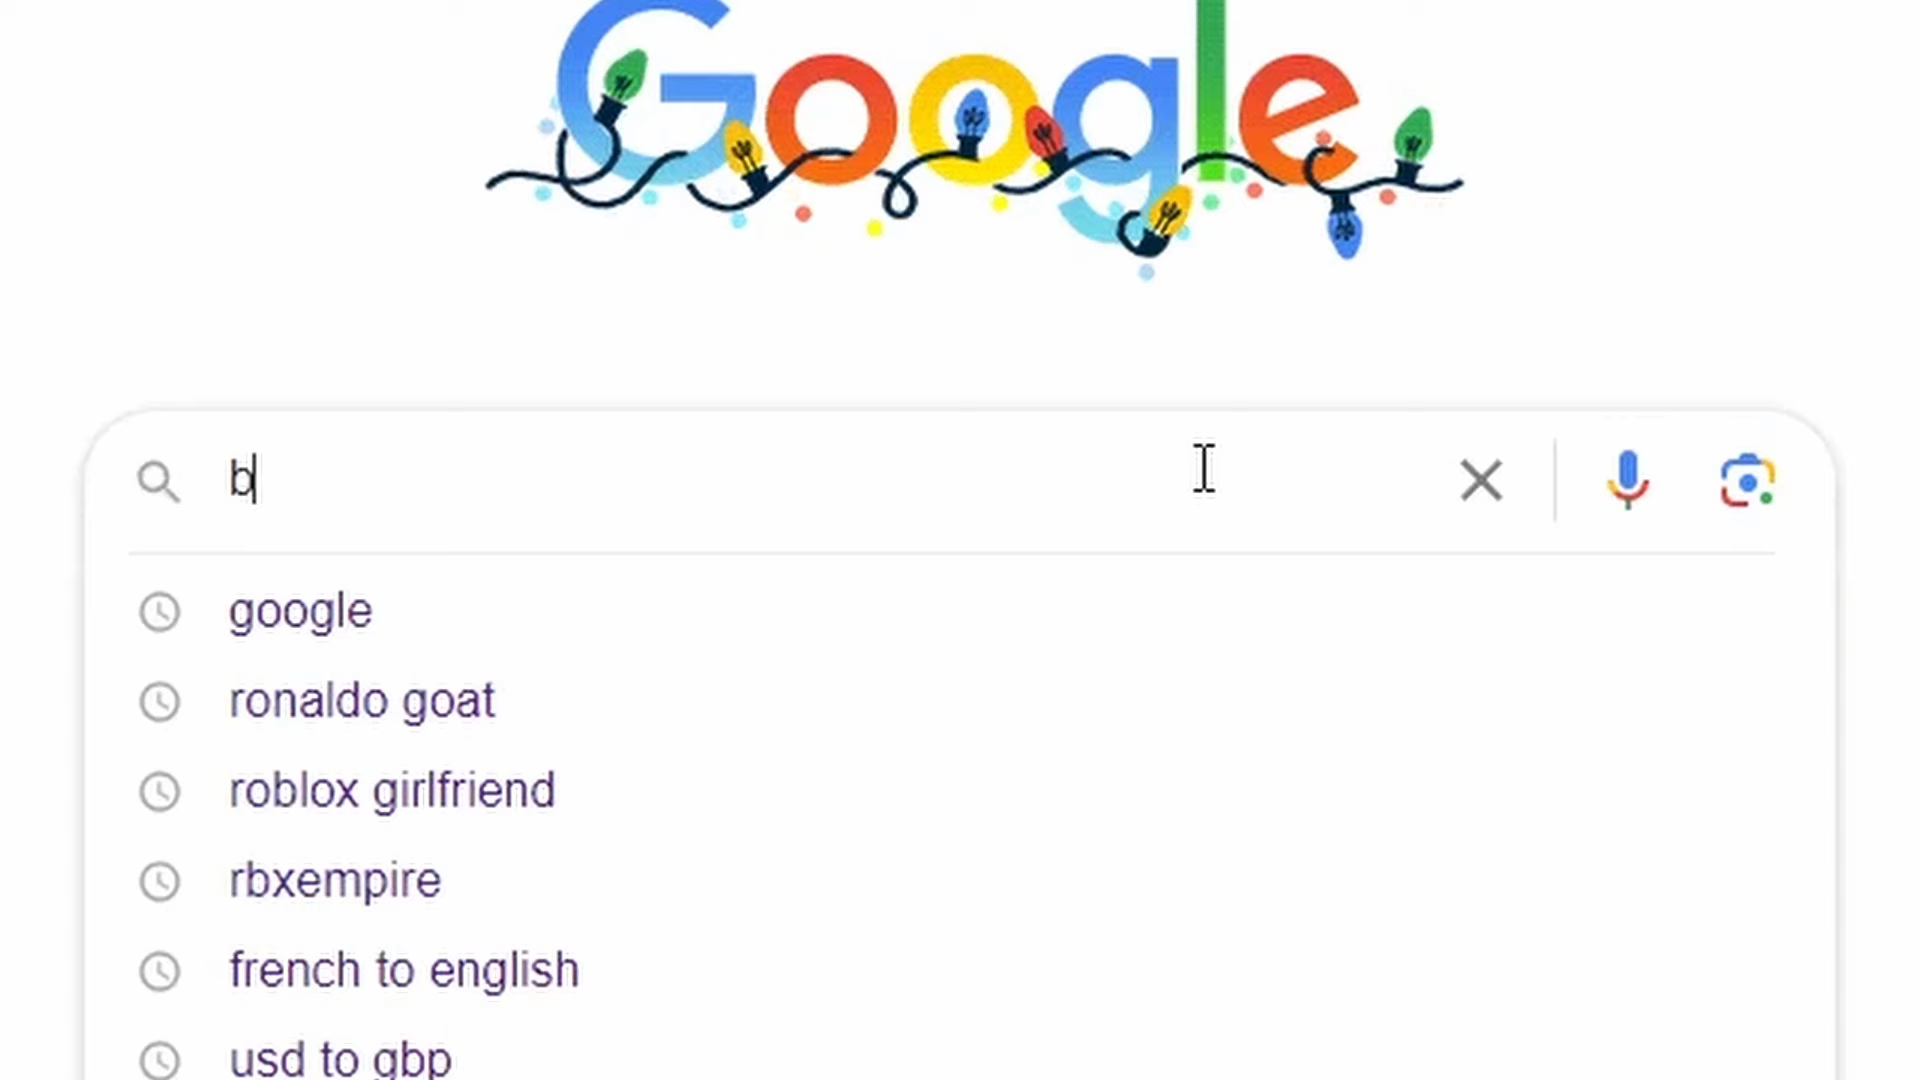 Google
b
google
ronaldo goat
roblox girlfriend
rbxempire
french to english
usd to gbp